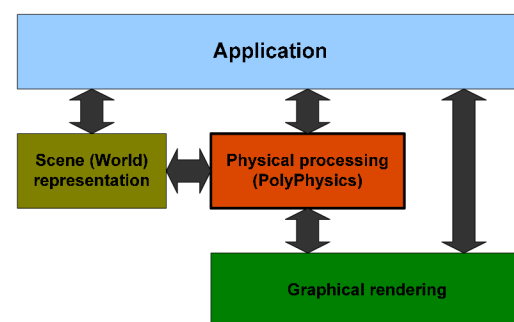 Application
Scene (World)
representation
Physical processing
(PolyPhysics)
Graphical rendering